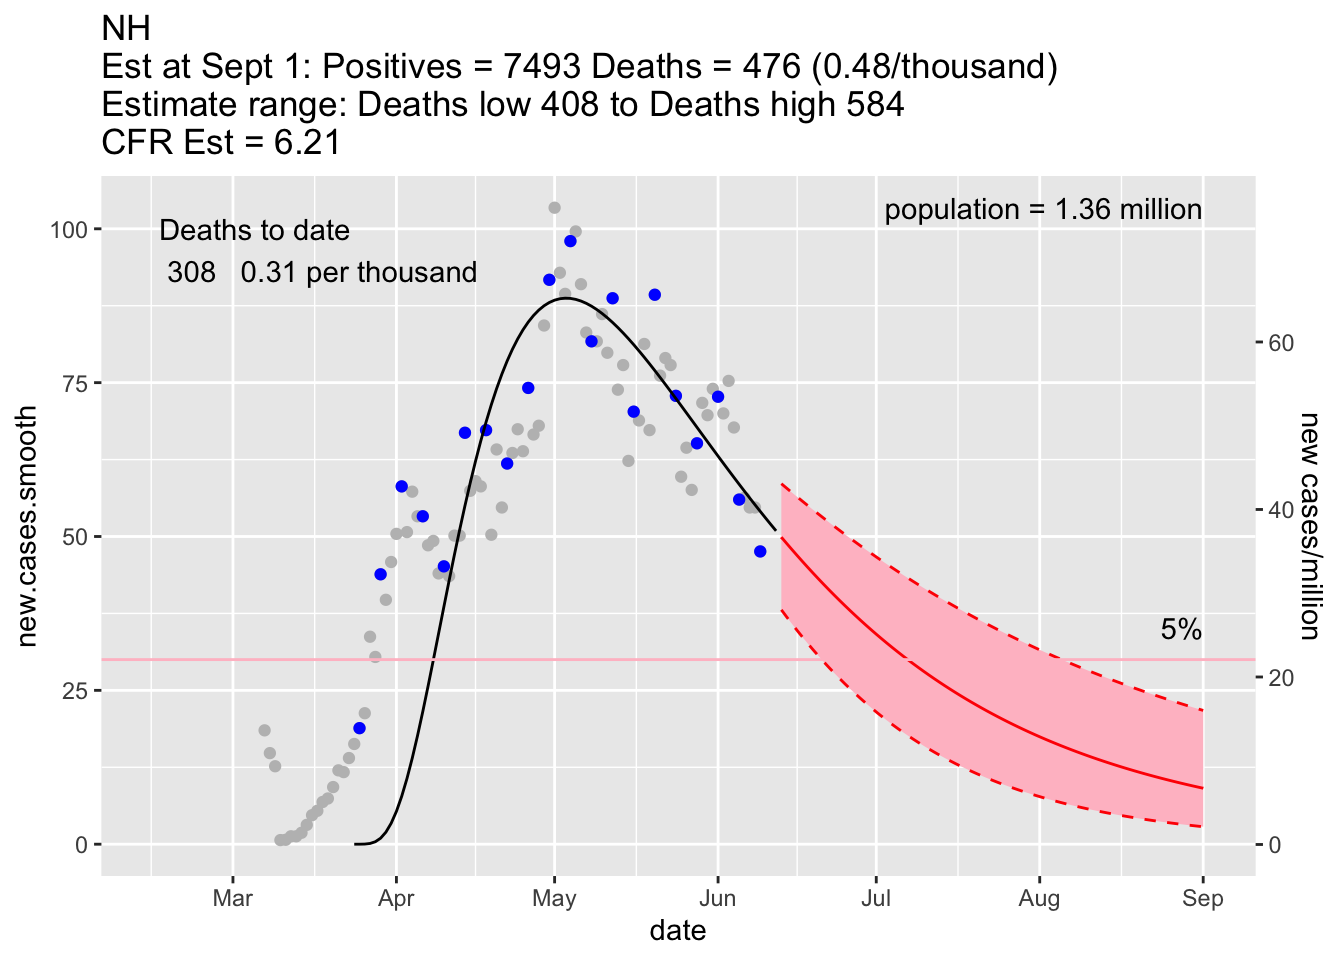 NH
Est at Sept 1: Positives = 7493 Deaths = 476 (0.48/thousand)
Estimate range: Deaths low 408 to Deaths high 584
CFR Est = 6.21
population = 1.36 million
Deaths to date
308 0.31 per thousand
5%
new.cases.smooth
100
75
50
25
0
new cases/million
60
40
20
0
Mar Apr May Jun Jul Aug Sep
date